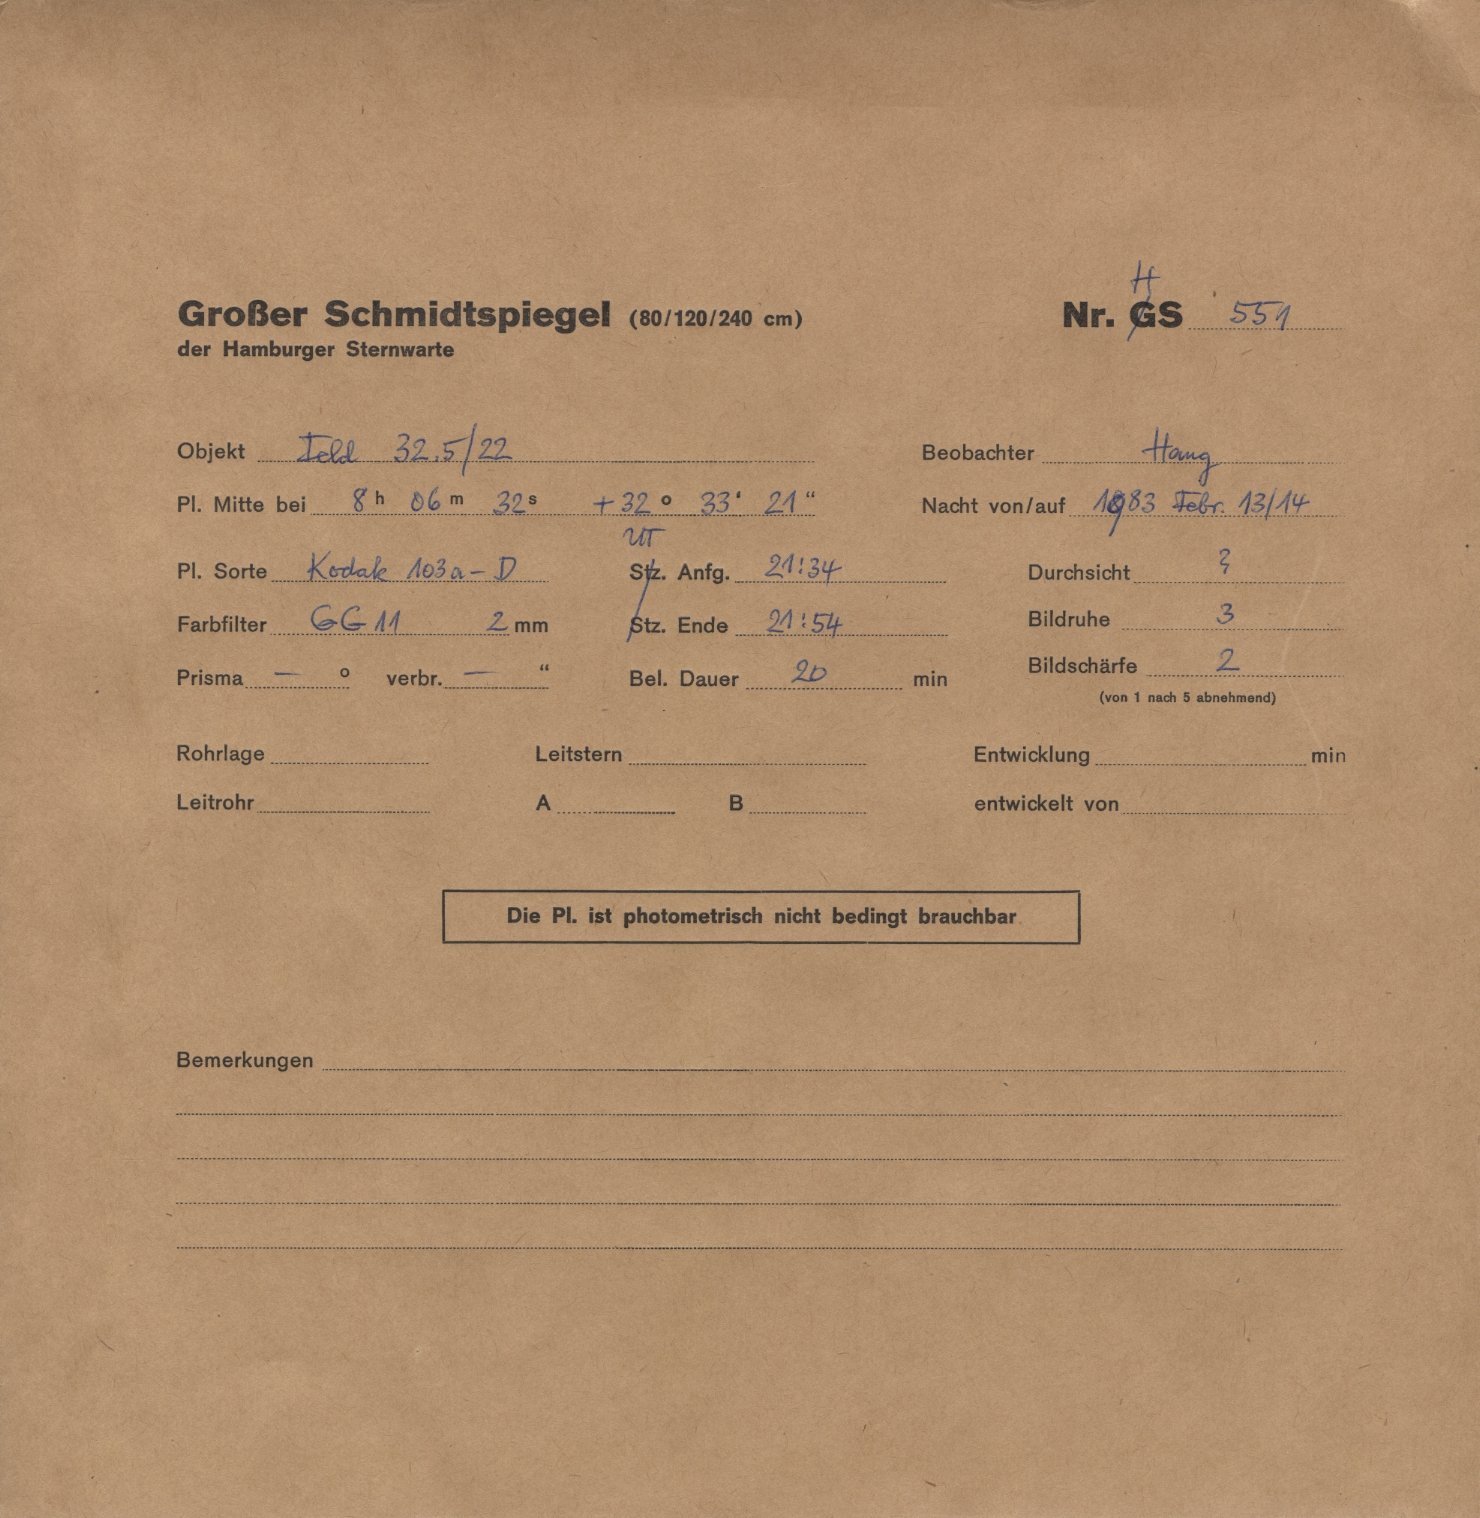 H
Großer Schmidtspiegel (80/120/240 cm) Nr. GS 551
der Hamburger Sternwarte
Objekt Feld 32.5/22 Beobachter Haug
Pl. Mitte bei 8 h 06 m 32 s + 32 ° 33 ' 21 “ Nacht von/auf 1983 Febr. 13/14
UT
Pl. Sorte Kodak 103a-D Stz. Anfg. 21:34 Durchsicht ?
Farbfilter GG 11 2 mm Stz. Ende 21:54 Bildruhe 3
Prisma — ° verbr. — “ Bel. Dauer 20 min Bildschärfe 2
(von 1 nach 5 abnehmend)
Rohrlage Leitstern Entwicklung min
Leitrohr A B entwickelt von
Die Pl. ist photometrisch nicht bedingt brauchbar
Bemerkungen